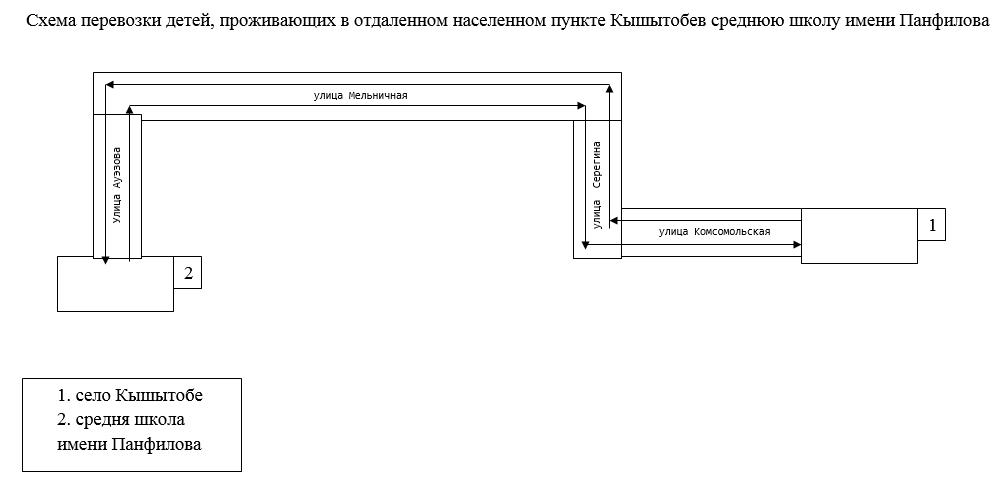 Схема перевозки детей, проживающих в отдаленном населенном пункте Кышытобев среднюю школу имени Панфилова
улица Мельничная
Улица Ауэзова
улица Серегина
улица Комсомольская
1
2
1. село Кышытобе
2. средня школа
имени Панфилова